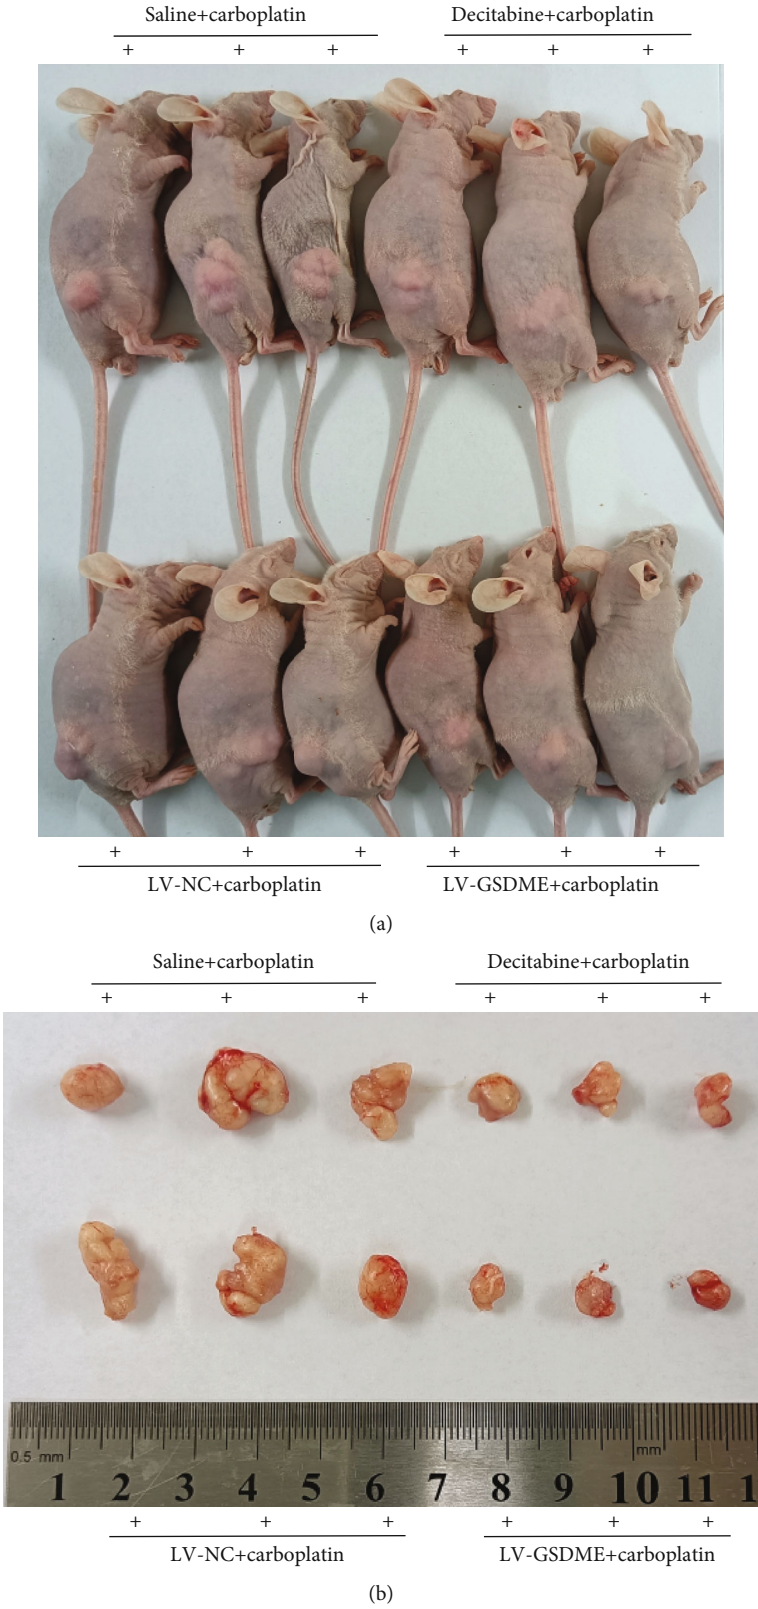 Saline+carboplatin Decitabine+carboplatin
+ + + + + +
+ + + + + +
LV-NC+carboplatin LV-GSDME+carboplatin
(a)
Saline+carboplatin Decitabine+carboplatin
+ + + + + +
0.5 mm mm
1 2 3 4 5 6 7 8 9 10 11 1
+ + + + + +
LV-NC+carboplatin LV-GSDME+carboplatin
(b)